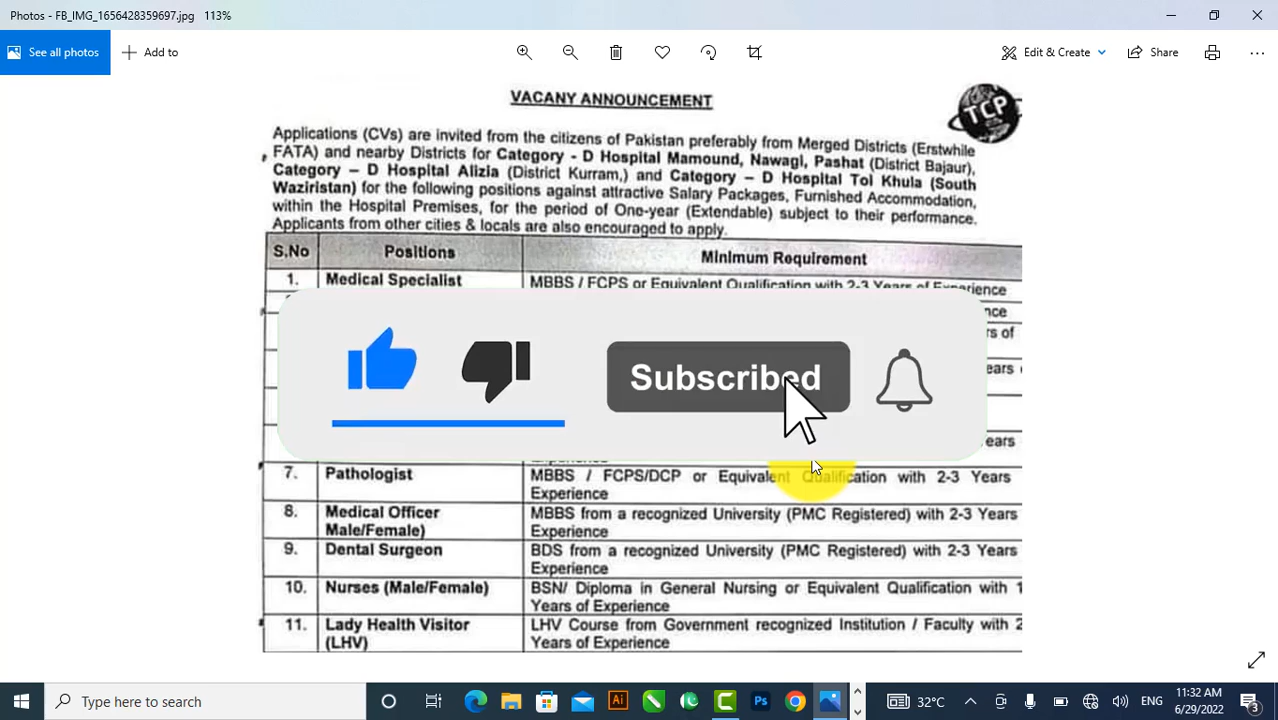 Photos - FB_IMG_1656428359697.jpg 113%
See all photos
Add to
Edit & Create
Share
VACANY ANNOUNCEMENT
TCP
Applications (CVs) are invited from the citizens of Pakistan preferably from Merged Districts (Erstwhile
FATA) and nearby Districts for Category - D Hospital Mamound, Nawagi, Pashat (District Bajaur),
Category – D Hospital Alizia (District Kurram,) and Category – D Hospital Tol Khula (South
Waziristan) for the following positions against attractive Salary Packages, Furnished Accommodation,
within the Hospital Premises, for the period of One-year (Extendable) subject to their performance.
Applicants from other cities & locals are also encouraged to apply.
S.No Positions Minimum Requirement
1. Medical Specialist MBBS / FCPS or Equivalent Qualification with 2-3 Years of Experience
Subscribed
7. Pathologist MBBS / FCPS/DCP or Equivalent Qualification with 2-3 Years
Experience
8. Medical Officer MBBS from a recognized University (PMC Registered) with 2-3 Years
Male/Female) Experience
9. Dental Surgeon BDS from a recognized University (PMC Registered) with 2-3 Years
Experience
10. Nurses (Male/Female) BSN/ Diploma in General Nursing or Equivalent Qualification with 1
Years of Experience
11. Lady Health Visitor LHV Course from Government recognized Institution / Faculty with 2
(LHV) Years of Experience
Type here to search
Ai
Ps
32°C
ENG
11:32 AM
6/29/2022
3